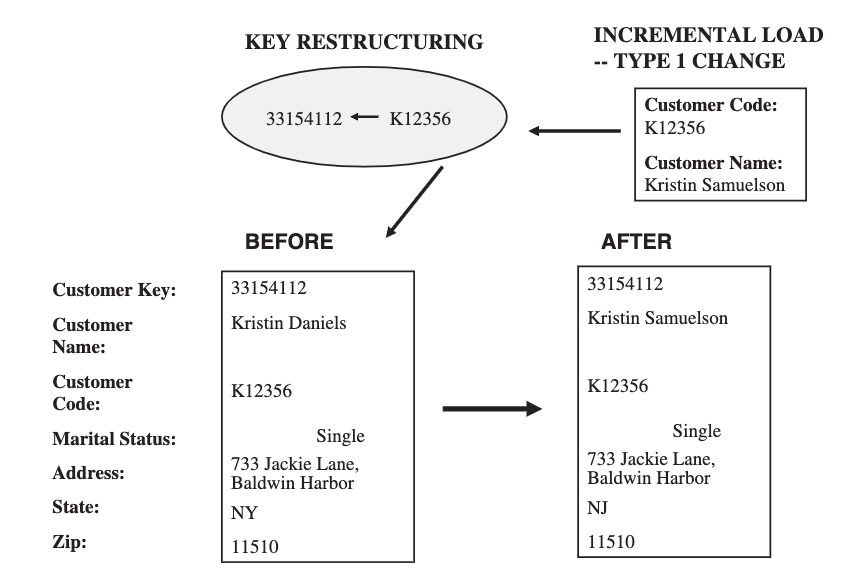 KEY RESTRUCTURING
INCREMENTAL LOAD
-- TYPE 1 CHANGE
33154112
K12356
Customer Code:
K12356
Customer Name:
Kristin Samuelson
BEFORE
AFTER
Customer Key:
33154112
33154112
Customer
Name:
Kristin Daniels
Kristin Samuelson
Customer
Code:
K12356
K12356
Marital Status:
Single
Single
Address:
733 Jackie Lane,
Baldwin Harbor
733 Jackie Lane,
Baldwin Harbor
State:
NY
NJ
Zip:
11510
11510